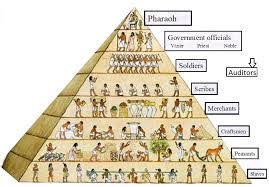 Pharaoh
Government officials
Vizier Priest Noble
Soldiers
Auditors
Scribes
Merchants
Craftsmen
Peasants
Slaves